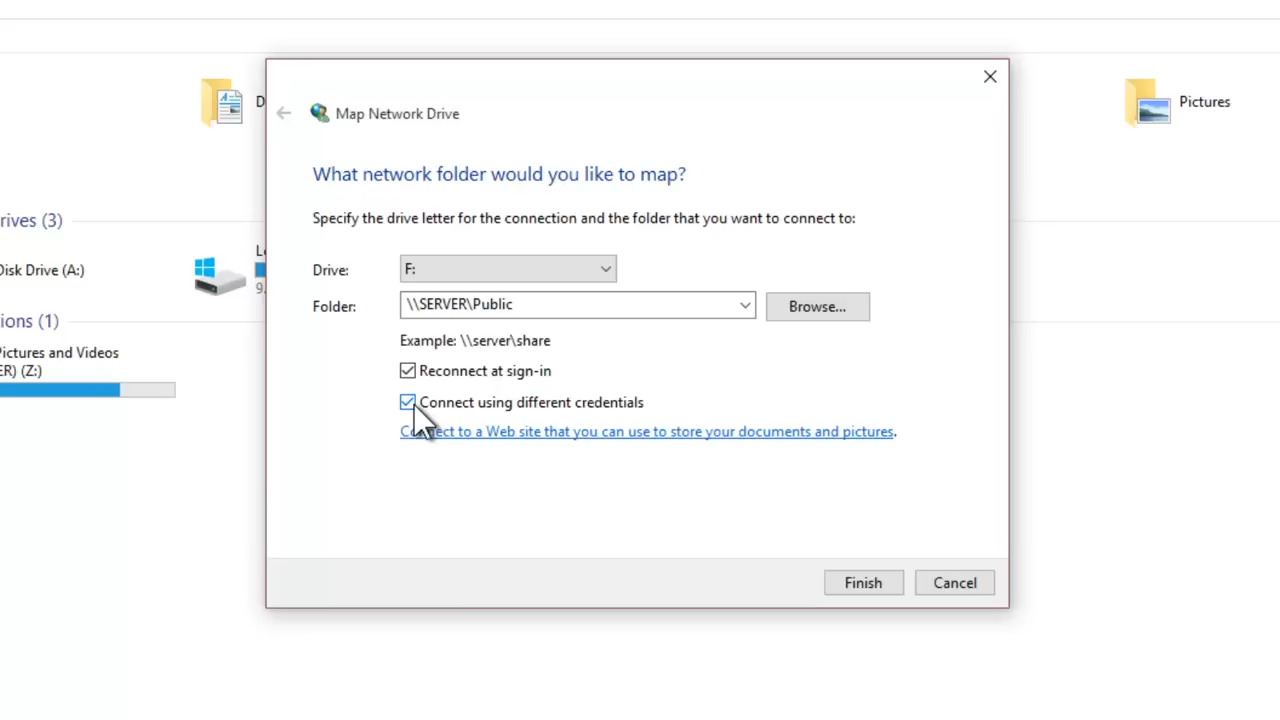 D
Pictures
Map Network Drive
What network folder would you like to map?
Specify the drive letter for the connection and the folder that you want to connect to:
rives (3)
Disk Drive (A:)
9.
Drive:
F:
Folder:
\\SERVER\Public
Browse...
Example: \\server\share
ions (1)
Pictures and Videos
ER) (Z:)
Reconnect at sign-in
Connect using different credentials
Connect to a Web site that you can use to store your documents and pictures.
Finish
Cancel